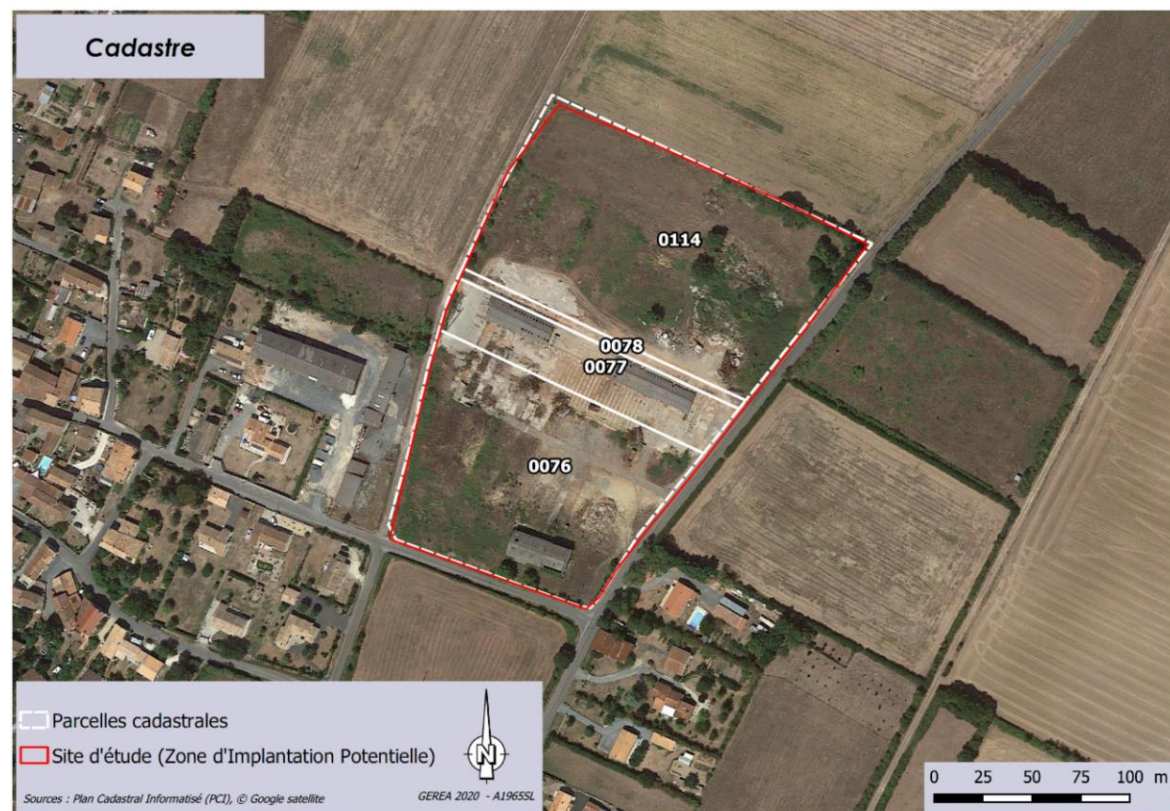 Cadastre
0114
0078
0077
0076
Parcelles cadastrales
Site d'étude (Zone d'Implantation Potentielle)
N
Sources : Plan Cadastral Informatisé (PCI), © Google satellite
GEREA 2020 - A1965SL
0 25 50 75 100 m